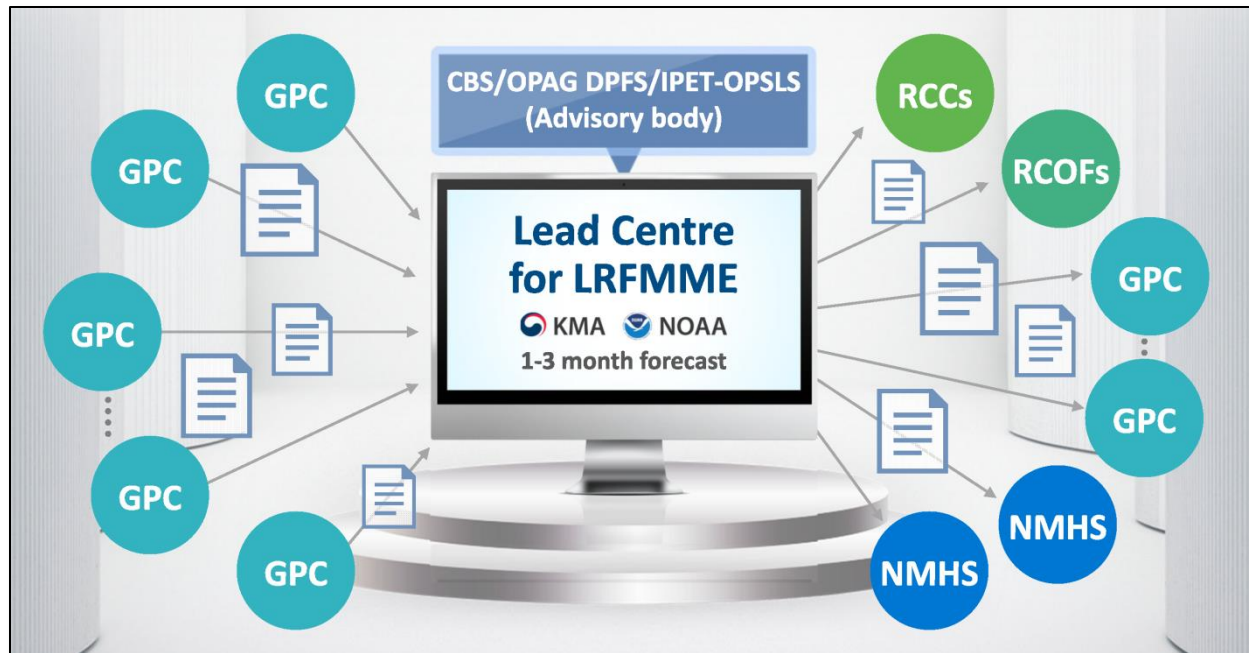 GPC
GPC
GPC
GPC
GPC
CBS/OPAG DPFS/IPET-OPSLS
(Advisory body)
Lead Centre
for LRFMME
KMA NOAA
1-3 month forecast
RCCs
RCOFs
GPC
GPC
NMHS
NMHS